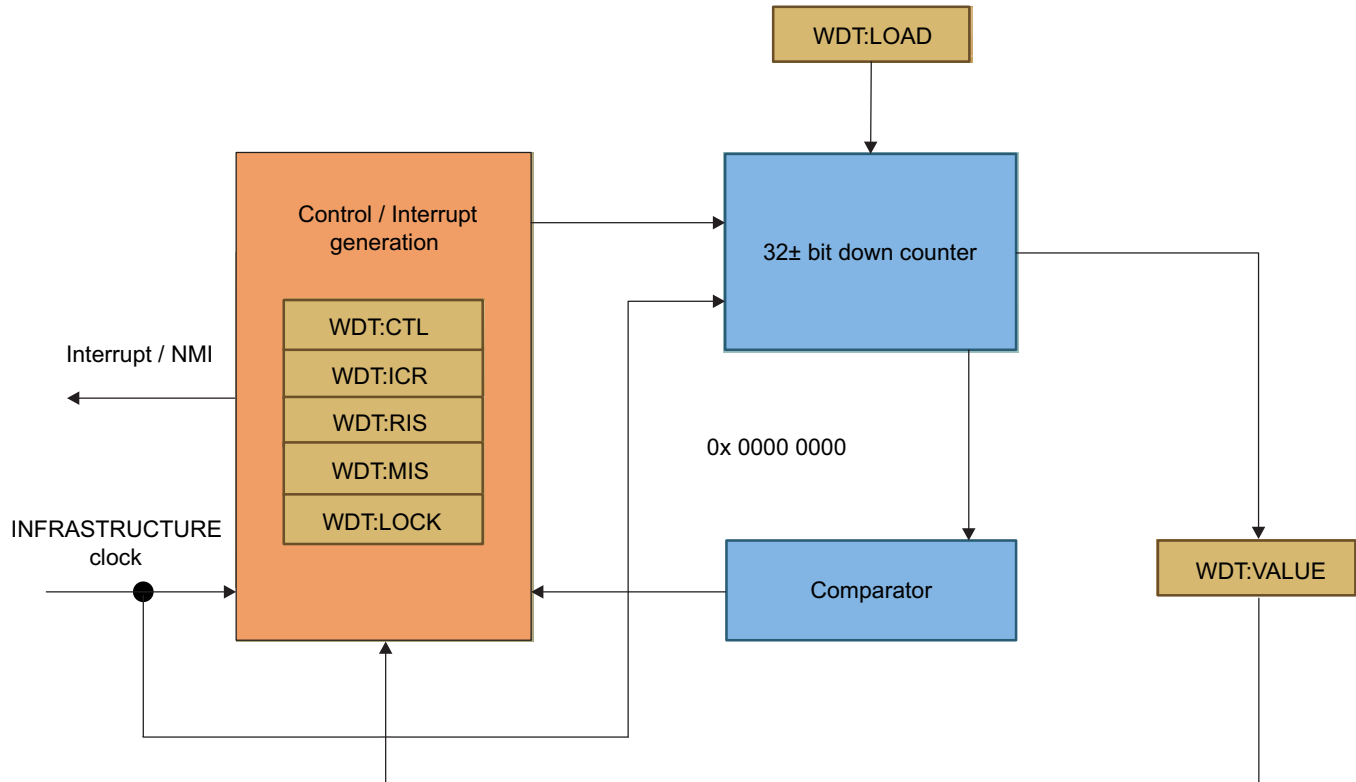 WDT:LOAD
Control / Interrupt
generation
32± bit down counter
WDT:CTL
WDT:ICR
WDT:RIS
WDT:MIS
WDT:LOCK
Interrupt / NMI
0x 0000 0000
INFRASTRUCTURE
clock
Comparator
WDT:VALUE